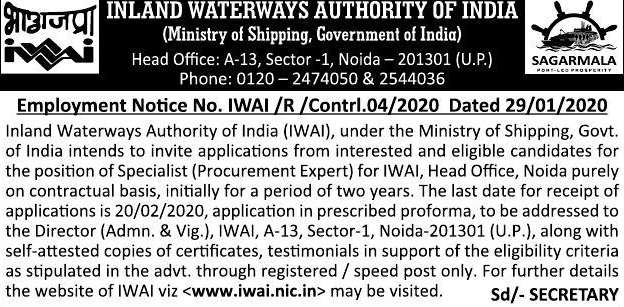 INLAND WATERWAYS AUTHORITY OF INDIA
(Ministry of Shipping, Government of India)
Head Office: A-13, Sector -1, Noida – 201301 (U.P.)
Phone: 0120 – 2474050 & 2544036
भाअजप्रा
IWAI
SAGARMALA
PORT-LED PROSPERITY
Employment Notice No. IWAI /R /Contrl.04/2020 Dated 29/01/2020
Inland Waterways Authority of India (IWAI), under the Ministry of Shipping, Govt.
of India intends to invite applications from interested and eligible candidates for
the position of Specialist (Procurement Expert) for IWAI, Head Office, Noida purely
on contractual basis, initially for a period of two years. The last date for receipt of
applications is 20/02/2020, application in prescribed proforma, to be addressed to
the Director (Admn. & Vig.), IWAI, A-13, Sector-1, Noida-201301 (U.P.), along with
self-attested copies of certificates, testimonials in support of the eligibility criteria
as stipulated in the advt. through registered / speed post only. For further details
the website of IWAI viz <www.iwai.nic.in> may be visited. Sd/- SECRETARY